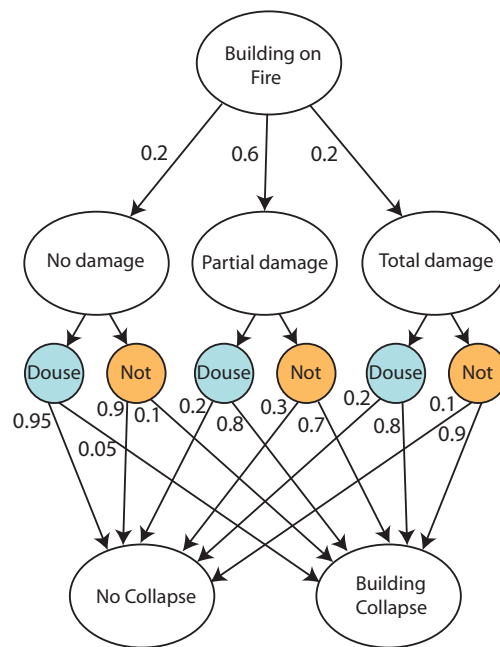 Building on
Fire
0.2
0.6
0.2
No damage
Partial damage
Total damage
Douse
Not
Douse
Not
Douse
Not
0.95
0.05
0.9
0.1
0.2
0.8
0.3
0.7
0.2
0.8
0.1
0.9
No Collapse
Building
Collapse